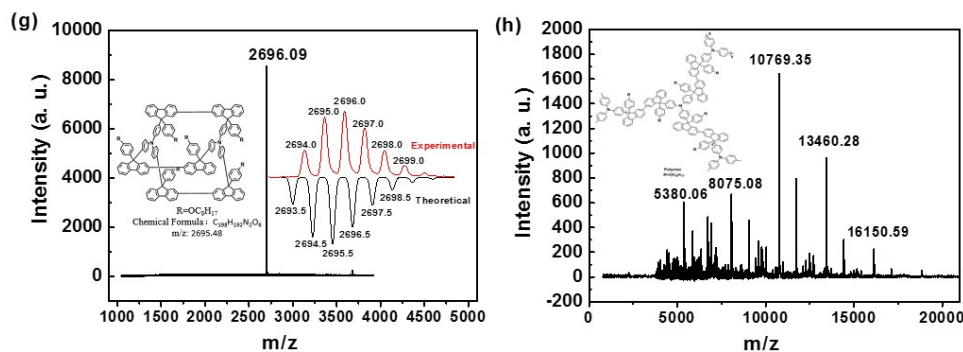 (g)
Intensity (a. u.)
10000
8000
6000
4000
2000
0
2696.09
2694.0
2695.0
2696.0
2697.0
2698.0
2699.0
Experimental
Theoretical
2693.5
2694.5
2695.5
2696.5
2697.5
2698.5
R
R
R
R
R
R
N
N
R=OC₈H₁₇
Chemical Formula : C₁₉₈H₁₉₂N₂O₆
m/z: 2695.48
1000 1500 2000 2500 3000 3500 4000 4500 5000
m/z
(h)
Intensity (a. u.)
2000
1800
1600
1400
1200
1000
800
600
400
200
0
-200
10769.35
13460.28
8075.08
5380.06
16150.59
Polymer
0 5000 10000 15000 20000
m/z